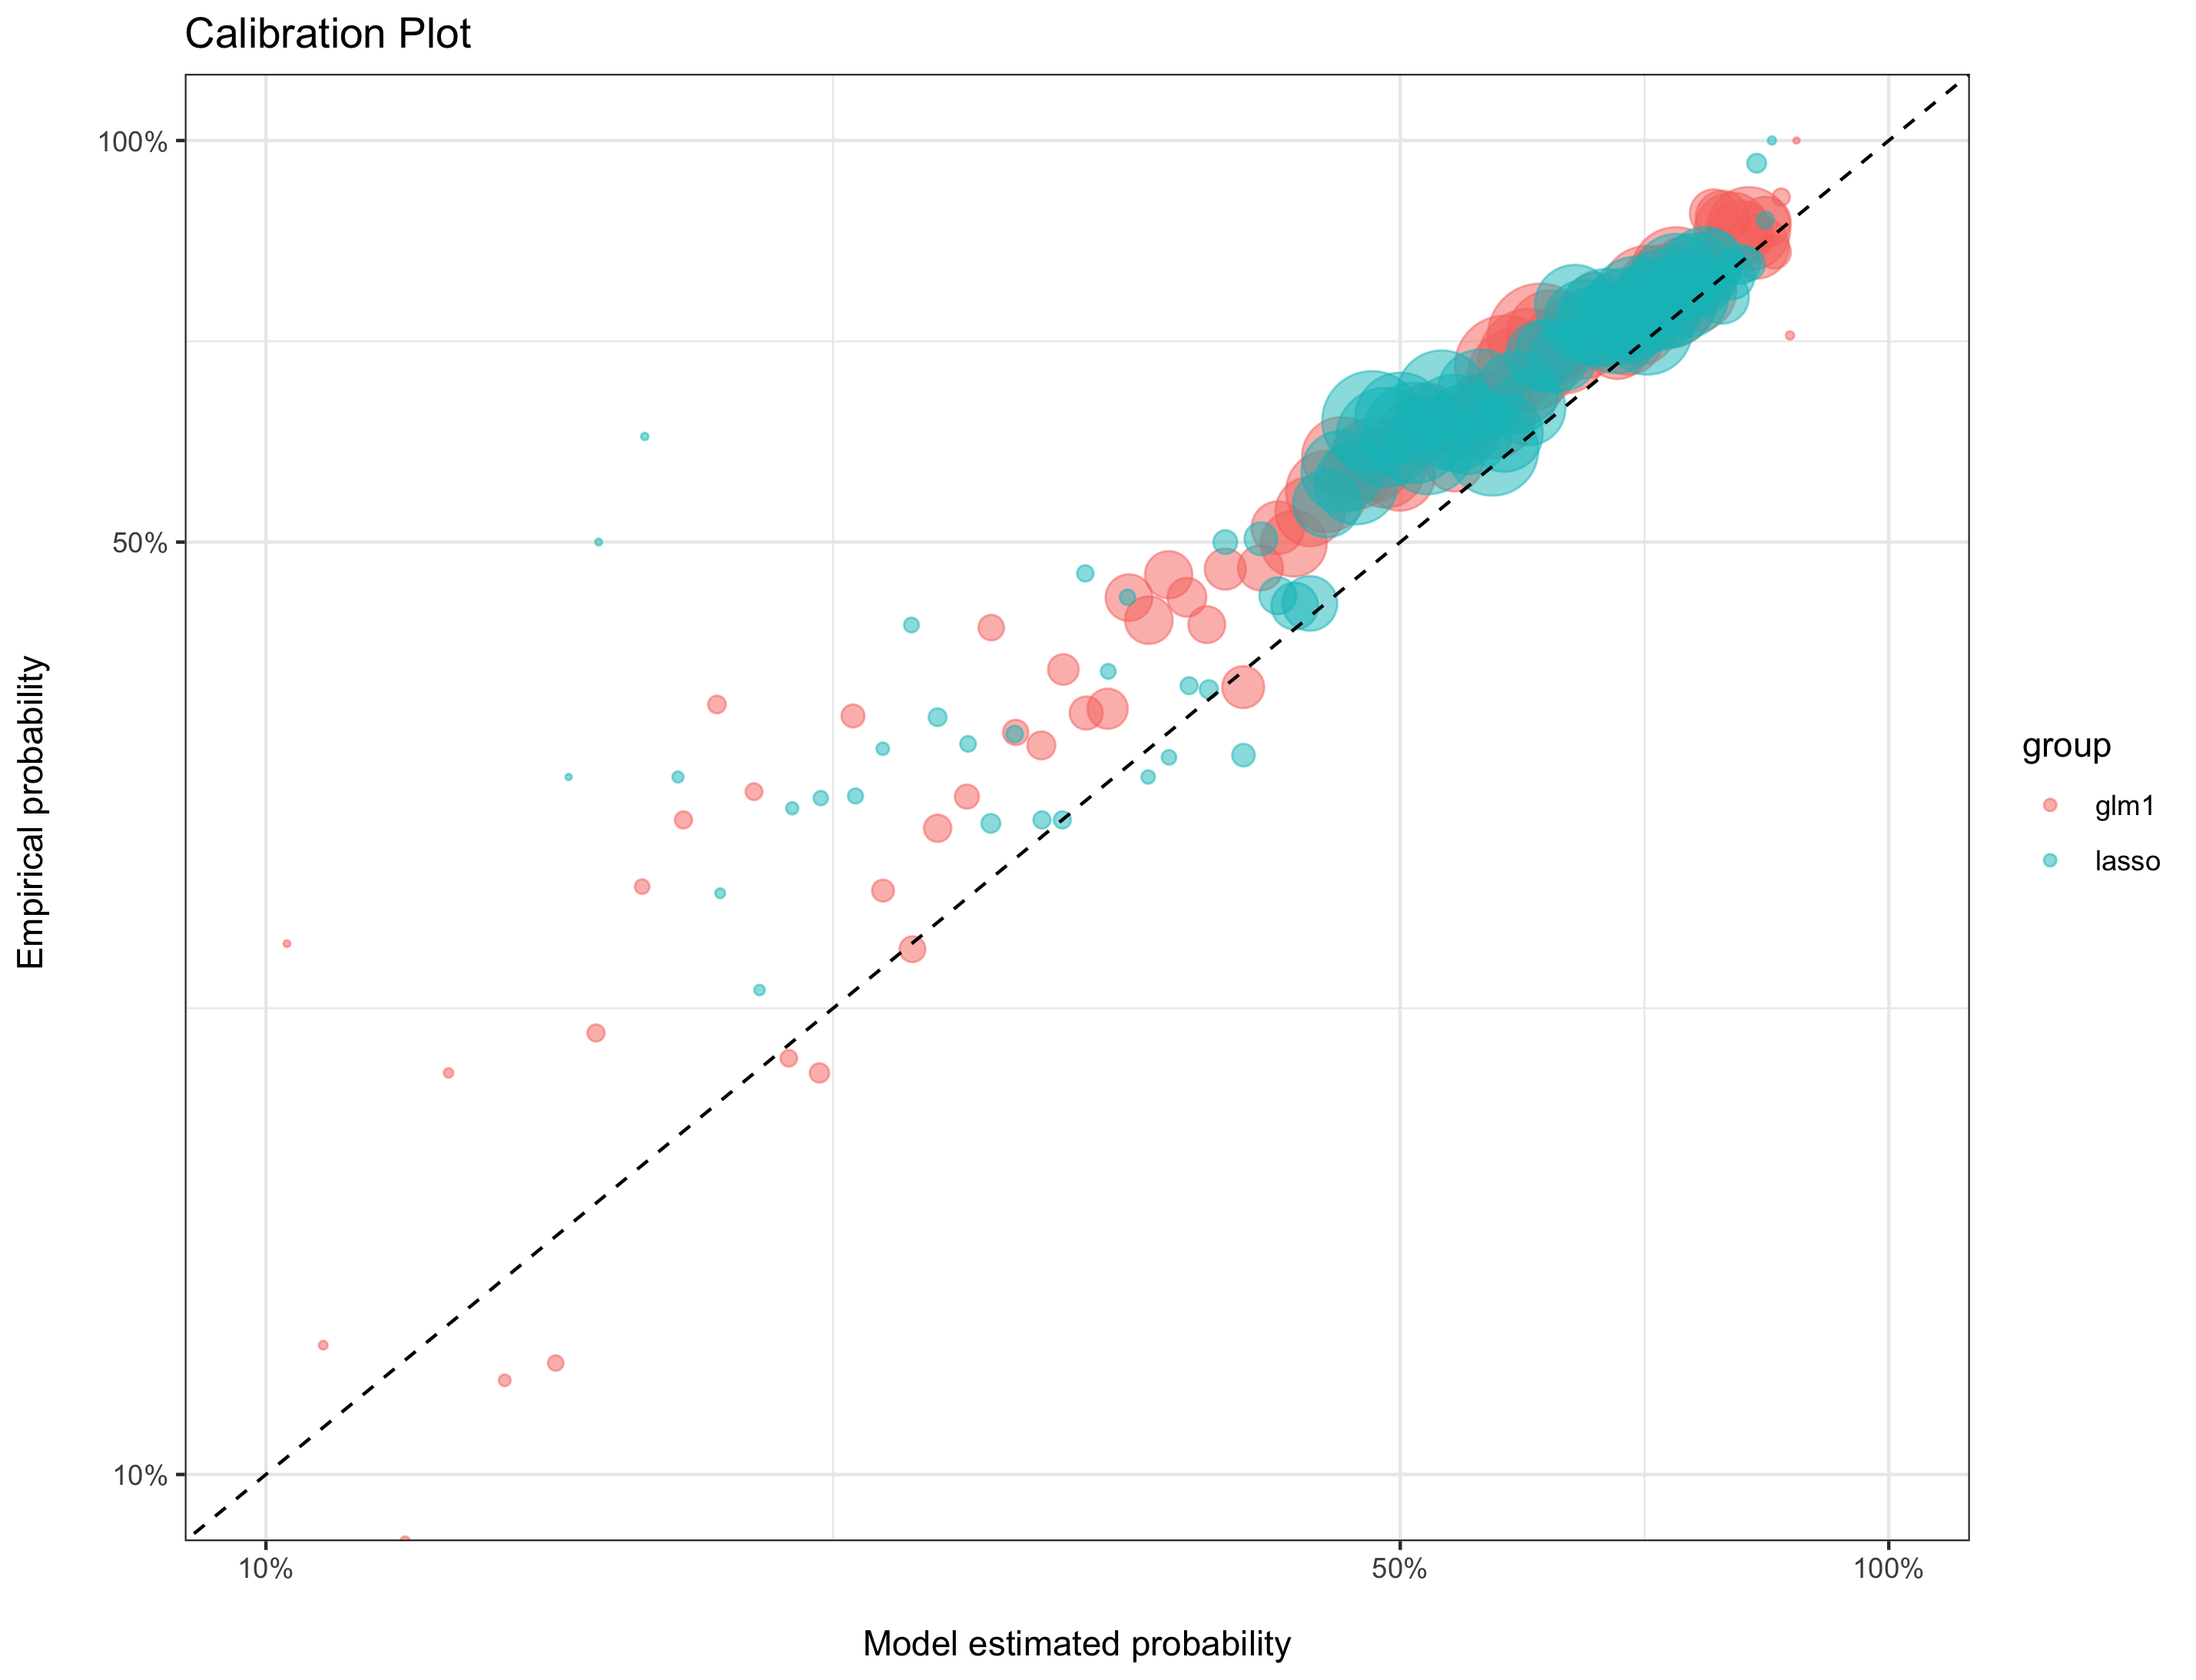 Calibration Plot
100%
50%
10%
Empirical probability
10%
50%
100%
Model estimated probability
group
glm1
lasso